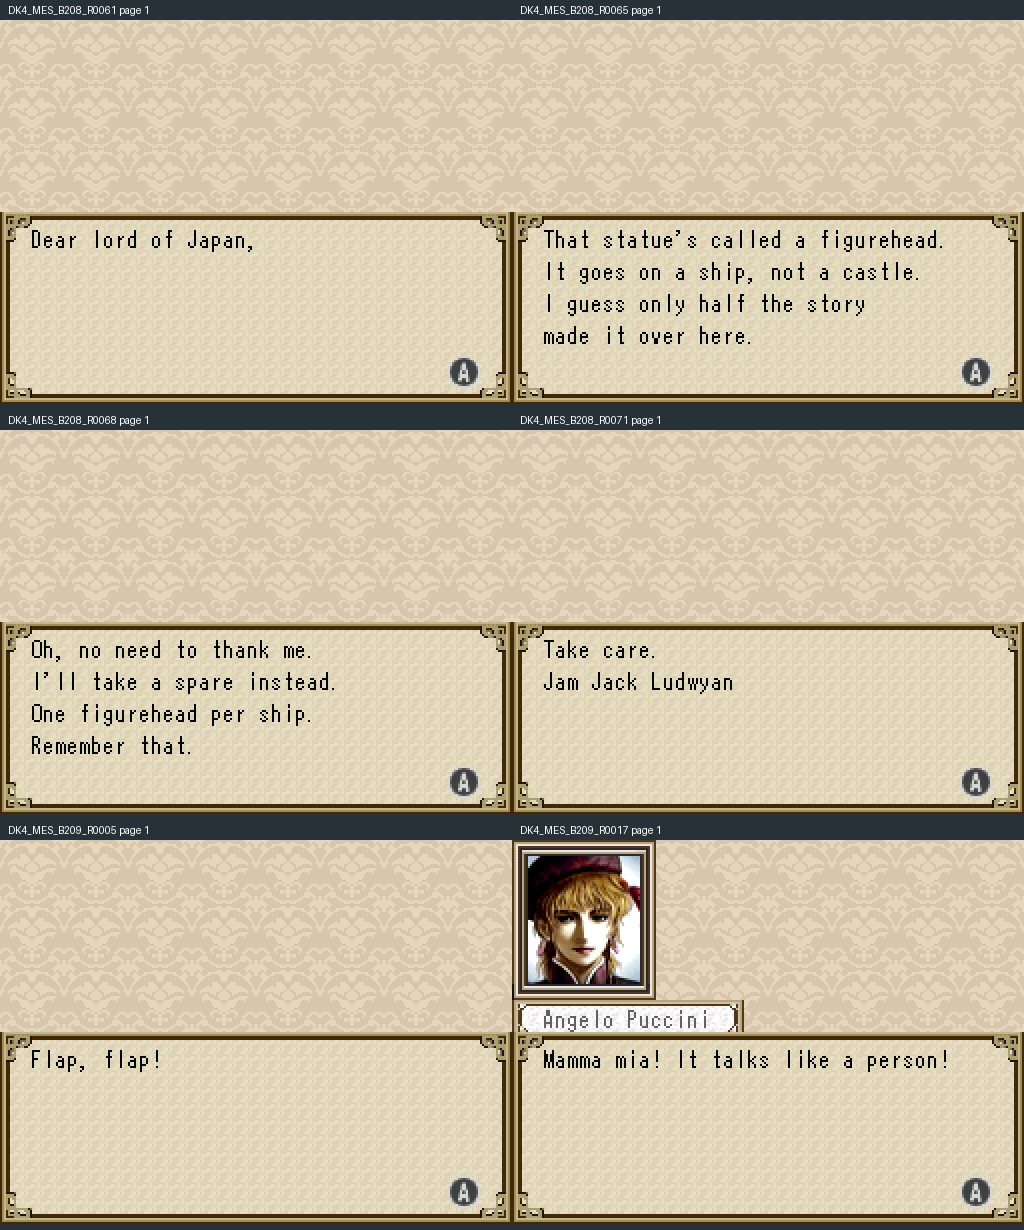 DK4_MES_B208_R0061 page 1
Dear lord of Japan,
A
DK4_MES_B208_R0065 page 1
That statue's called a figurehead.
It goes on a ship, not a castle.
I guess only half the story
made it over here.
A
DK4_MES_B208_R0068 page 1
Oh, no need to thank me.
I'll take a spare instead.
One figurehead per ship.
Remember that.
A
DK4_MES_B208_R0071 page 1
Take care.
Jam Jack Ludwyan
A
DK4_MES_B209_R0005 page 1
Flap, flap!
A
DK4_MES_B209_R0017 page 1
Angelo Puccini
Mamma mia! It talks like a person!
A